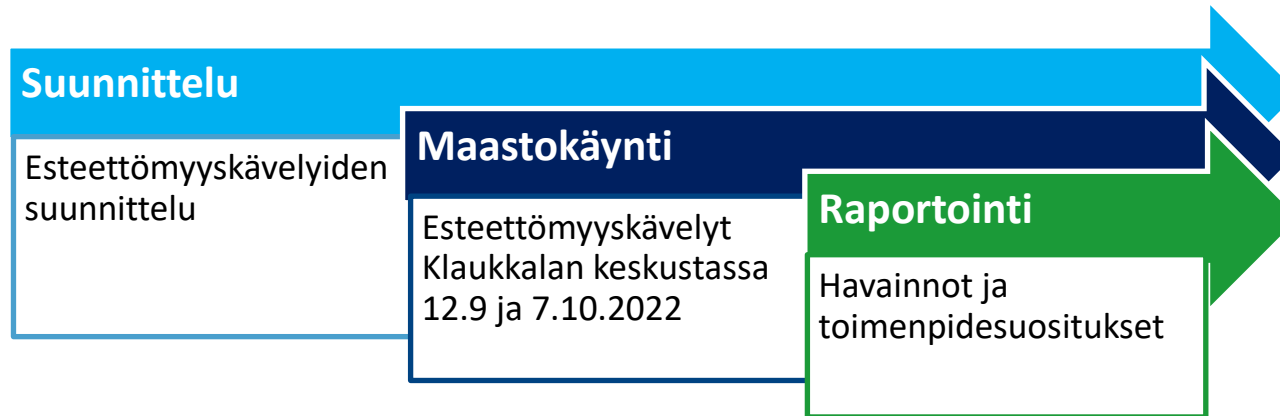 Suunnittelu
Esteettömyyskävelyiden
suunnittelu
Maastokäynti
Esteettömyyskävelyt
Klaukkalan keskustassa
12.9 ja 7.10.2022
Raportointi
Havainnot ja
toimenpidesuositukset